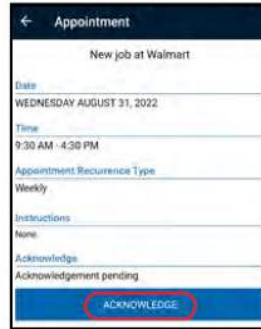 Appointment
New job at Walmart
Date
WEDNESDAY AUGUST 31, 2022
Time
9:30 AM - 4:30 PM
Appointment Recurrence Type
Weekly
Instructions
None.
Acknowledge
Acknowledgement pending
ACKNOWLEDGE